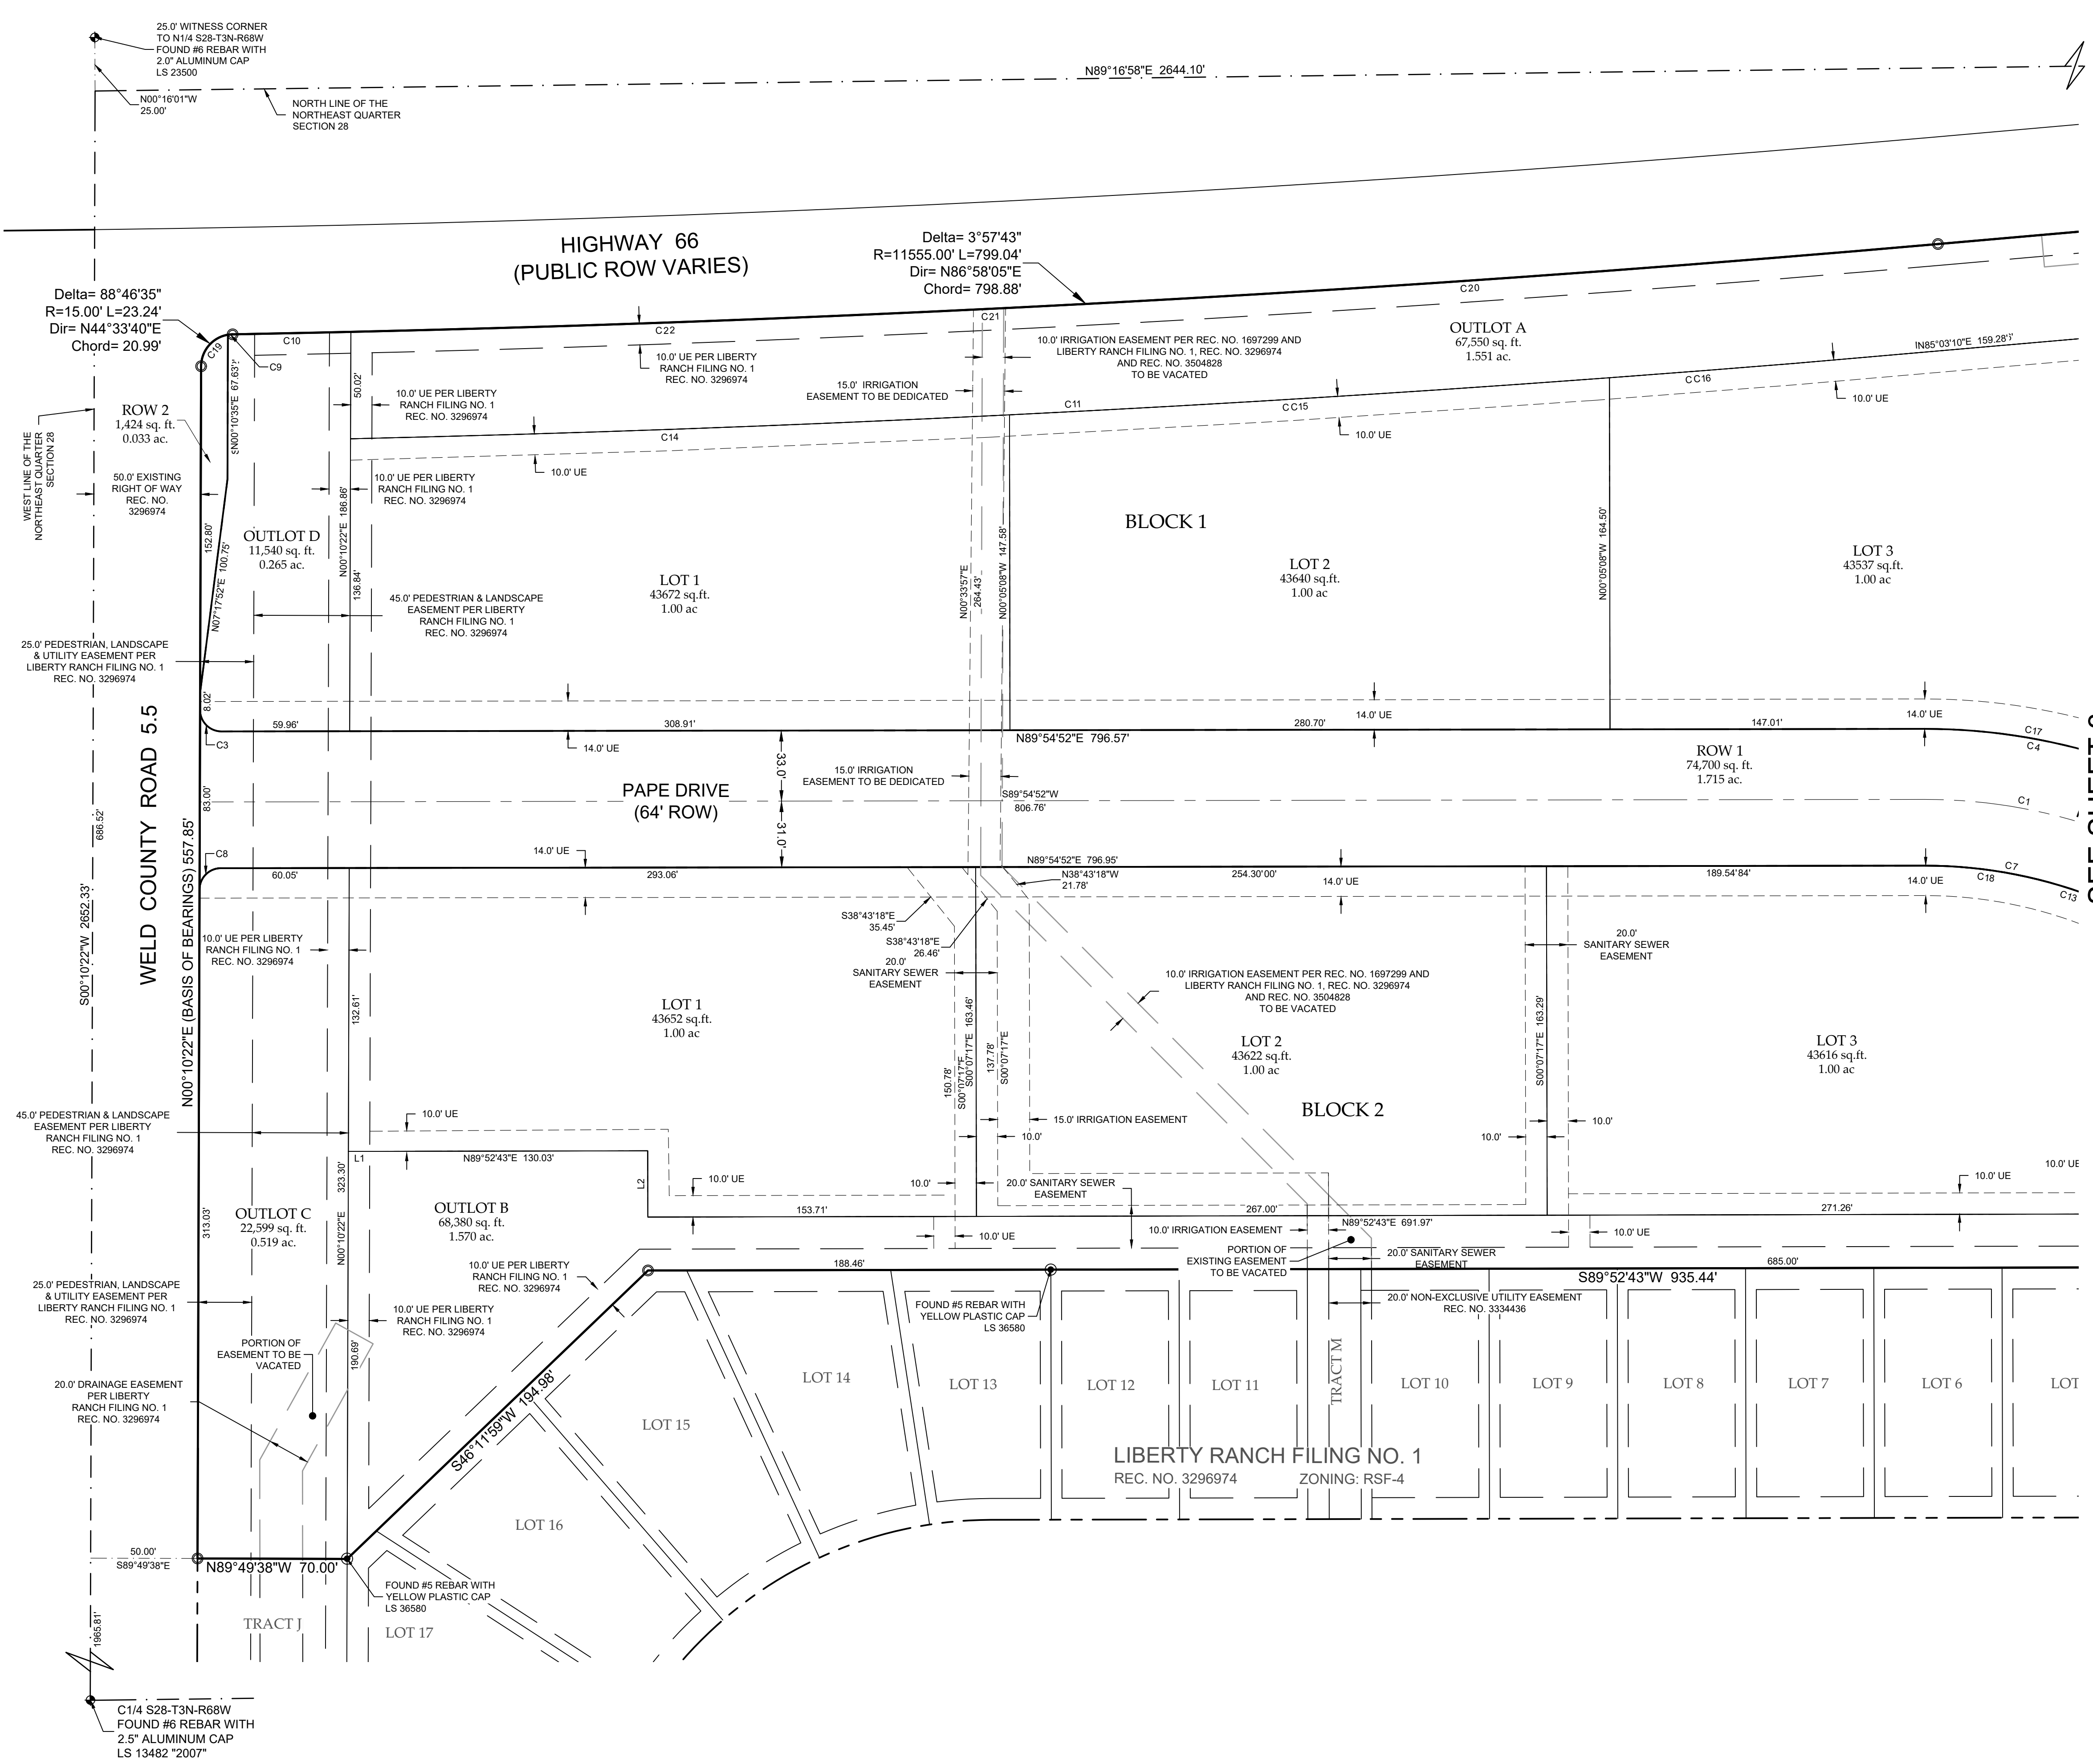 25.0' WITNESS CORNER
TO N1/4 S28-T3N-R68W
FOUND #6 REBAR WITH
2.0" ALUMINUM CAP
LS 23500
N00°16'01"W
25.00'
NORTH LINE OF THE
NORTHEAST QUARTER
SECTION 28
N89°16'58"E 2644.10'
HIGHWAY 66
(PUBLIC ROW VARIES)
Delta= 3°57'43"
R=11555.00' L=799.04'
Dir= N86°58'05"E
Chord= 798.88'
Delta= 88°46'35"
R=15.00' L=23.24'
Dir= N44°33'40"E
Chord= 20.99'
C19
C10
C9
C22
C21
C20
OUTLOT A
67,550 sq. ft.
1.551 ac.
10.0' UE PER LIBERTY
RANCH FILING NO. 1
REC. NO. 3296974
10.0' IRRIGATION EASEMENT PER REC. NO. 1697299 AND
LIBERTY RANCH FILING NO. 1, REC. NO. 3296974
AND REC. NO. 3504828
TO BE VACATED
15.0' IRRIGATION
EASEMENT TO BE DEDICATED
10.0' UE PER LIBERTY
RANCH FILING NO. 1
REC. NO. 3296974
50.02'
C14
C11
CC15
CC16
10.0' UE
10.0' UE
10.0' UE
ROW 2
1,424 sq. ft.
0.033 ac.
WEST LINE OF THE
NORTHEAST QUARTER
SECTION 28
50.0' EXISTING
RIGHT OF WAY
REC. NO.
3296974
152.80'
N07°17'52"E 100.75'
OUTLOT D
11,540 sq. ft.
0.265 ac.
10.0' UE PER LIBERTY
RANCH FILING NO. 1
REC. NO. 3296974
N00°10'22"E 186.86'
136.84'
BLOCK 1
LOT 1
43672 sq.ft.
1.00 ac
45.0' PEDESTRIAN & LANDSCAPE
EASEMENT PER LIBERTY
RANCH FILING NO. 1
REC. NO. 3296974
N00°33'57"E
264.43'
N00°05'08"W 147.58'
LOT 2
43640 sq.ft.
1.00 ac
N00°05'08"W 164.50'
LOT 3
43537 sq.ft.
1.00 ac
25.0' PEDESTRIAN, LANDSCAPE
& UTILITY EASEMENT PER
LIBERTY RANCH FILING NO. 1
REC. NO. 3296974
8.02'
C3
59.96'
308.91'
14.0' UE
N89°54'52"E 796.57'
280.70'
14.0' UE
147.01'
14.0' UE
C17
C4
C1
ROW 1
74,700 sq. ft.
1.715 ac.
33.0'
31.0'
PAPE DRIVE
(64' ROW)
15.0' IRRIGATION
EASEMENT TO BE DEDICATED
S89°54'52"W
806.76'
WELD COUNTY ROAD 5.5
686.52'
S00°10'22"W 2652.33'
N00°10'22"E (BASIS OF BEARINGS) 557.85'
83.00'
C8
60.05'
14.0' UE
293.06'
N89°54'52"E 796.95'
N38°43'18"W
21.78'
14.0' UE
14.0' UE
C7
C18
C13
S38°43'18"E
35.45'
S38°43'18"E
26.46'
20.0'
SANITARY SEWER
EASEMENT
20.0'
SANITARY SEWER
EASEMENT
10.0' UE PER LIBERTY
RANCH FILING NO. 1
REC. NO. 3296974
132.61'
LOT 1
43652 sq.ft.
1.00 ac
10.0' IRRIGATION EASEMENT PER REC. NO. 1697299 AND
LIBERTY RANCH FILING NO. 1, REC. NO. 3296974
AND REC. NO. 3504828
TO BE VACATED
150.78'
S00°07'17"E
S00°07'17"E 163.46'
137.78'
S00°07'17"E
LOT 2
43622 sq.ft.
1.00 ac
BLOCK 2
S00°07'17"E 163.29'
LOT 3
43616 sq.ft.
1.00 ac
45.0' PEDESTRIAN & LANDSCAPE
EASEMENT PER LIBERTY
RANCH FILING NO. 1
REC. NO. 3296974
10.0' UE
15.0' IRRIGATION EASEMENT
10.0'
10.0'
10.0'
L1
N89°52'43"E 130.03'
L2
10.0' UE
10.0'
20.0' SANITARY SEWER
EASEMENT
10.0' UE
10.0' UE
323.30'
N00°10'22"E
313.03'
OUTLOT C
22,599 sq. ft.
0.519 ac.
OUTLOT B
68,380 sq. ft.
1.570 ac.
153.71'
267.00'
271.26'
10.0' UE
10.0' IRRIGATION EASEMENT
N89°52'43"E 691.97'
10.0' UE
PORTION OF
EXISTING EASEMENT
TO BE VACATED
20.0' SANITARY SEWER
EASEMENT
10.0' UE PER LIBERTY
RANCH FILING NO. 1
REC. NO. 3296974
188.46'
685.00'
S89°52'43"W 935.44'
25.0' PEDESTRIAN, LANDSCAPE
& UTILITY EASEMENT PER
LIBERTY RANCH FILING NO. 1
REC. NO. 3296974
10.0' UE PER LIBERTY
RANCH FILING NO. 1
REC. NO. 3296974
FOUND #5 REBAR WITH
YELLOW PLASTIC CAP
LS 36580
20.0' NON-EXCLUSIVE UTILITY EASEMENT
REC. NO. 3334436
PORTION OF
EASEMENT TO BE
VACATED
190.69'
20.0' DRAINAGE EASEMENT
PER LIBERTY
RANCH FILING NO. 1
REC. NO. 3296974
S46°11'59"W 194.98'
LOT 16
LOT 15
LOT 14
LOT 13
LOT 12
LOT 11
TRACT M
LOT 10
LOT 9
LOT 8
LOT 7
LOT 6
LOT
LIBERTY RANCH FILING NO. 1
REC. NO. 3296974 ZONING: RSF-4
50.00'
S89°49'38"E
N89°49'38"W 70.00'
FOUND #5 REBAR WITH
YELLOW PLASTIC CAP
LS 36580
TRACT J
LOT 17
1965.81'
C1/4 S28-T3N-R68W
FOUND #6 REBAR WITH
2.5" ALUMINUM CAP
LS 13482 "2007"